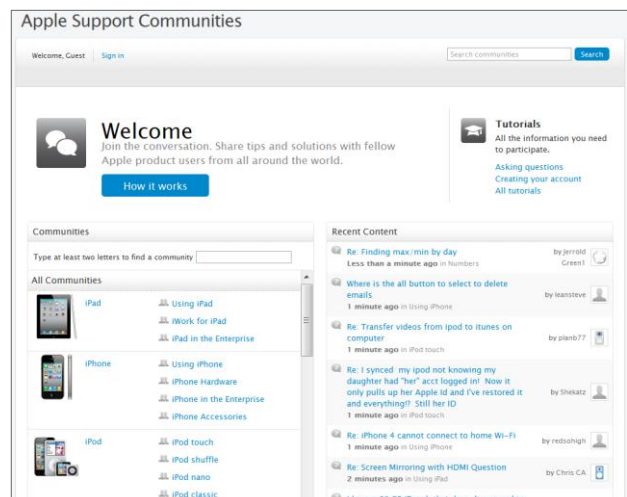 Apple Support Communities
Welcome, Guest
Sign in
Search communities
Search
Welcome
Join the conversation. Share tips and solutions with fellow
Apple product users from all around the world.
How it works
Tutorials
All the information you need
to participate.
Asking questions
Creating your account
All tutorials
Communities
Type at least two letters to find a community
All Communities
iPad
Using iPad
iWork for iPad
iPad in the Enterprise
iPhone
Using iPhone
iPhone Hardware
iPhone in the Enterprise
iPhone Accessories
iPod
iPod touch
iPod shuffle
iPod nano
iPod classic
Recent Content
Re: Finding max/min by day
Less than a minute ago in Numbers
by Jerrold
Green1
Where is the all button to select to delete
emails
1 minute ago in Using iPhone
by leansteve
Re: Transfer videos from ipod to itunes on
computer
1 minute ago in iPod touch
by planb77
Re: I synced my ipod not knowing my
daughter had "her" acct logged in! Now it
only pulls up her Apple Id and I've restored it
and everything!? Still her ID
1 minute ago in iPod touch
by Shekatz
Re: iPhone 4 cannot connect to home Wi-Fi
1 minute ago in Using iPhone
by redsohigh
Re: Screen Mirroring with HDMI Question
2 minutes ago in Using iPad
by Chris CA